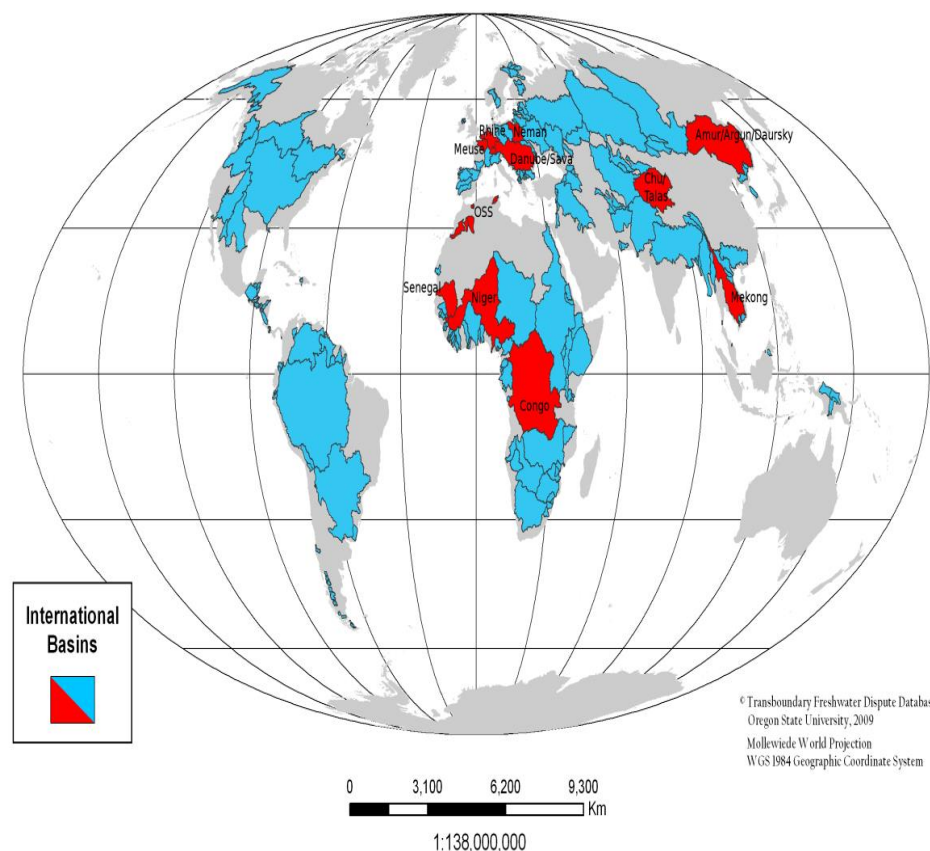 Rhine
Neman
Meuse
Danube/Sava
Amur/Argun/Daursky
Chu/
Talas
OSS
Senegal
Niger
Mekong
Congo
International
Basins
© Transboundary Freshwater Dispute Databas
Oregon State University, 2009
Mollewiede World Projection
WGS 1984 Geographic Coordinate System
0 3,100 6,200 9,300
Km
1:138,000,000